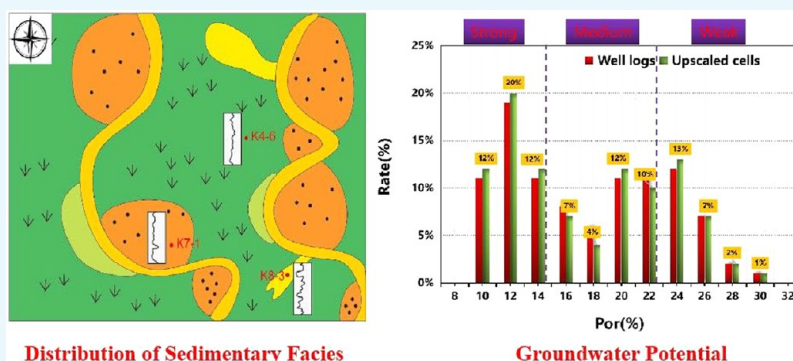 K4-6
K7-1
K8-3
Distribution of Sedimentary Facies
Strong Medium Weak
Well logs Upscaled cells
25%
20%
15%
10%
5%
0%
Rate(%)
12% 20% 12% 7% 4% 12% 10% 13% 7% 2% 1%
8 10 12 14 16 18 20 22 24 26 28 30 32
Por(%)
Groundwater Potential